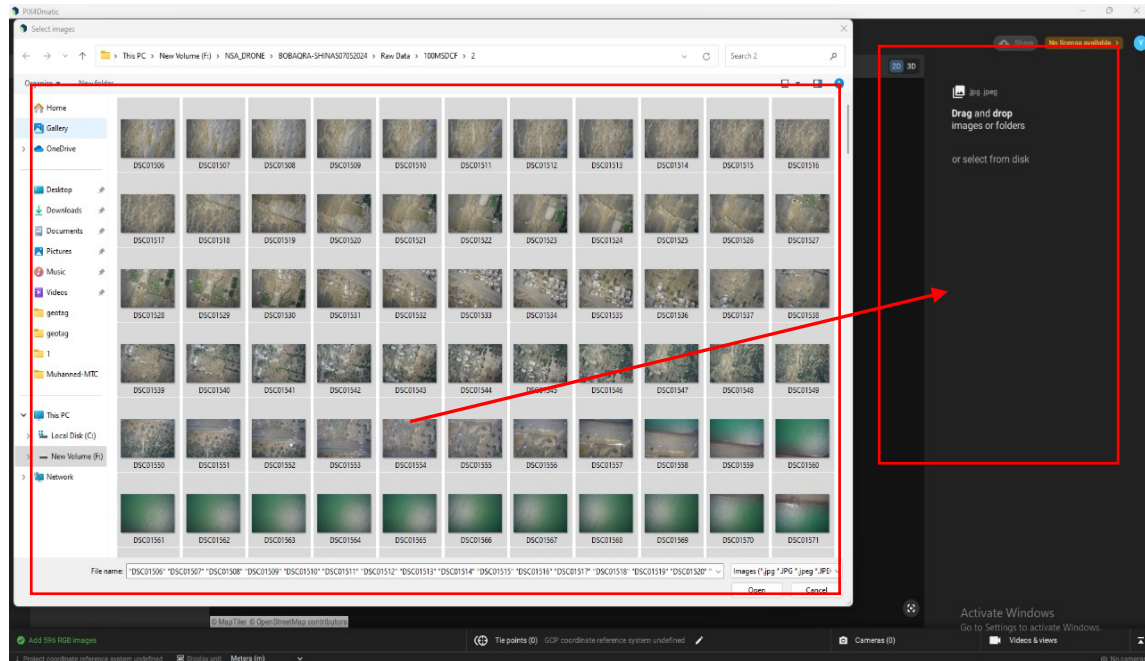 PIX4Dmatic
Select images
Share
No license available >
This PC > New Volume (F:) > NSA_DRONE > BOBAQRA-SHINAS07052024 > Raw Data > 100MSDCF > 2
Search 2
2D 3D
Organize New folder
.jpg .jpeg
Drag and drop
images or folders
or select from disk
Home
Gallery
OneDrive
Desktop
Downloads
Documents
Pictures
Music
Videos
geotag
geotag
1
Muhanned-MTC
This PC
Local Disk (C:)
New Volume (F:)
Network
DSC01506 DSC01507 DSC01508 DSC01509 DSC01510 DSC01511 DSC01512 DSC01513 DSC01514 DSC01515 DSC01516
DSC01517 DSC01518 DSC01519 DSC01520 DSC01521 DSC01522 DSC01523 DSC01524 DSC01525 DSC01526 DSC01527
DSC01528 DSC01529 DSC01530 DSC01531 DSC01532 DSC01533 DSC01534 DSC01535 DSC01536 DSC01537 DSC01538
DSC01539 DSC01540 DSC01541 DSC01542 DSC01543 DSC01544 DSC01545 DSC01546 DSC01547 DSC01548 DSC01549
DSC01550 DSC01551 DSC01552 DSC01553 DSC01554 DSC01555 DSC01556 DSC01557 DSC01558 DSC01559 DSC01560
DSC01561 DSC01562 DSC01563 DSC01564 DSC01565 DSC01566 DSC01567 DSC01568 DSC01569 DSC01570 DSC01571
File name: "DSC01506" "DSC01507" "DSC01508" "DSC01509" "DSC01510" "DSC01511" "DSC01512" "DSC01513" "DSC01514" "DSC01515" "DSC01516" "DSC01517" "DSC01518" "DSC01519" "DSC01520" "
Images (*.jpg *.JPG *.jpeg *.JPE
Open Cancel
© MapTiler © OpenStreetMap contributors
Activate Windows
Go to Settings to activate Windows.
Add 596 RGB images
Tie points (0) GCP coordinate reference system undefined
Cameras (0)
Videos & views
Project coordinate reference system undefined Display unit: Meters (m)
No cameras